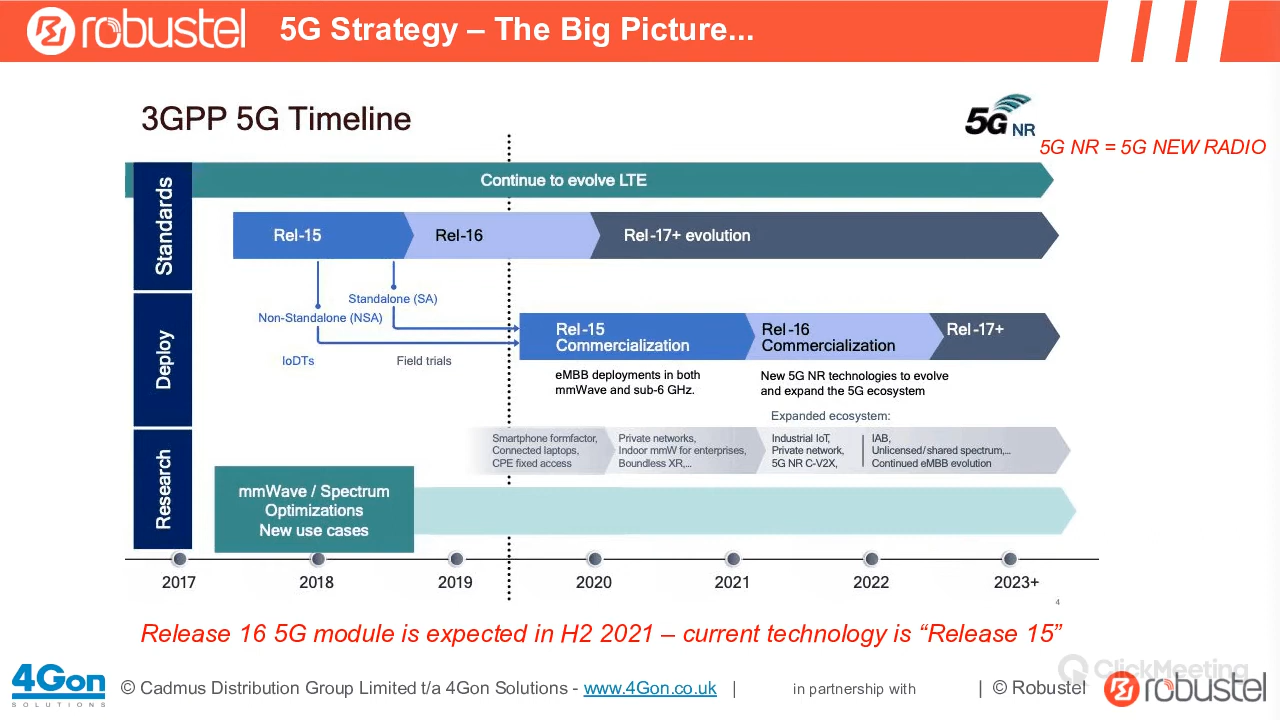 robustel
5G Strategy – The Big Picture...
3GPP 5G Timeline
5G NR
5G NR = 5G NEW RADIO
Standards
Continue to evolve LTE
Rel-15
Rel-16
Rel-17+ evolution
Standalone (SA)
Non-Standalone (NSA)
IoDTs
Field trials
Deploy
Rel-15
Commercialization
Rel-16
Commercialization
Rel-17+
eMBB deployments in both
mmWave and sub-6 GHz.
New 5G NR technologies to evolve
and expand the 5G ecosystem
Expanded ecosystem:
Smartphone formfactor,
Connected laptops,
CPE fixed access
Private networks,
Indoor mmW for enterprises,
Boundless XR,...
Industrial IoT,
Private network,
5G NR C-V2X,
IAB,
Unlicensed/shared spectrum,...
Continued eMBB evolution
Research
mmWave / Spectrum
Optimizations
New use cases
2017
2018
2019
2020
2021
2022
2023+
4
Release 16 5G module is expected in H2 2021 – current technology is “Release 15”
ClickMeeting
4Gon
SOLUTIONS
© Cadmus Distribution Group Limited t/a 4Gon Solutions - www.4Gon.co.uk | in partnership with | © Robustel
robustel